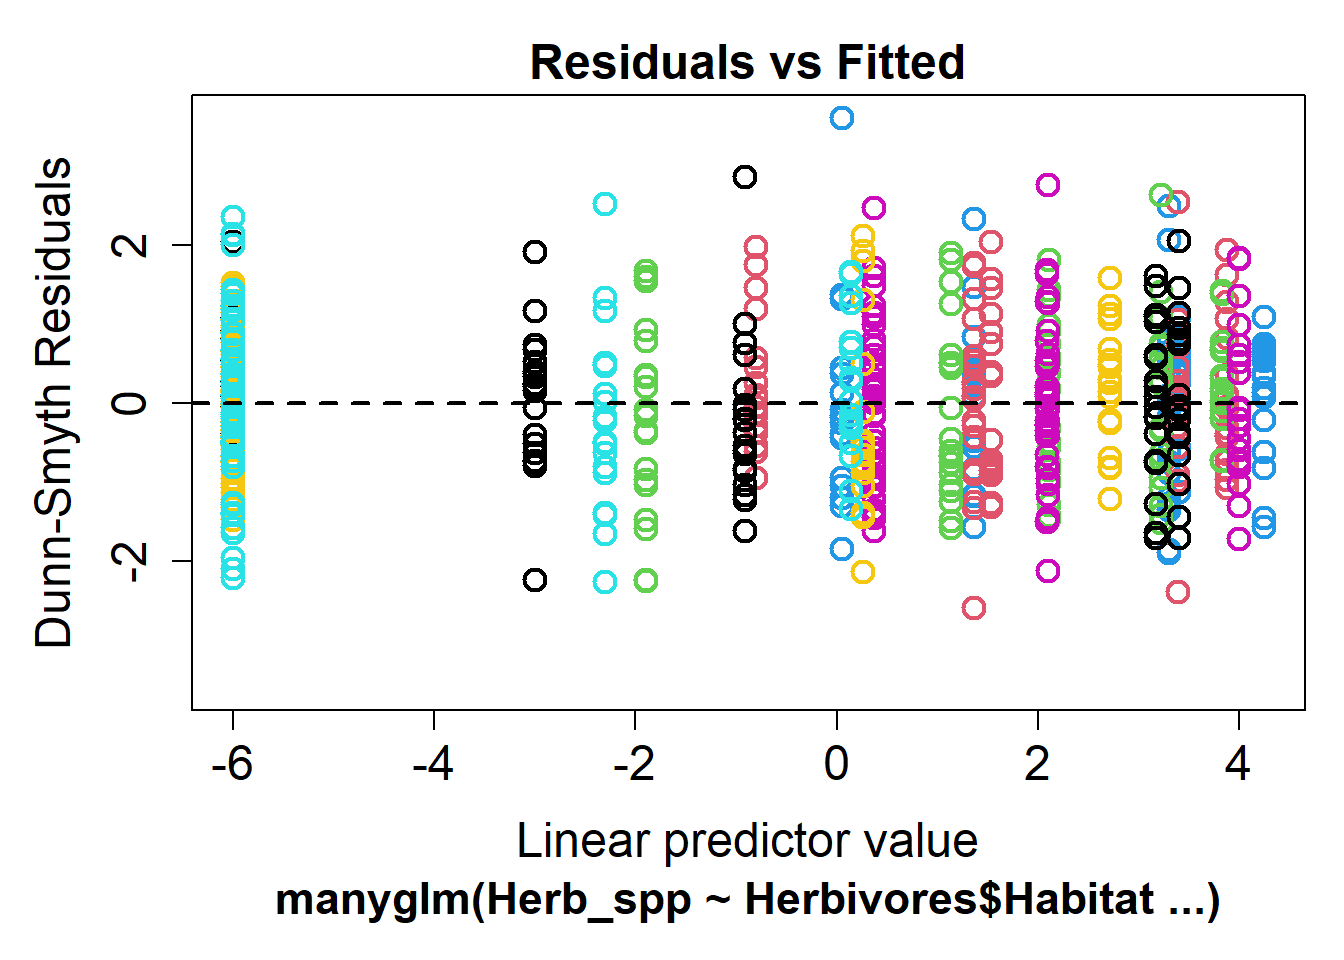 Residuals vs Fitted
Dunn-Smyth Residuals
2
0
-2
-6 -4 -2 0 2 4
Linear predictor value
manyglm(Herb_spp ~ Herbivores$Habitat ...)